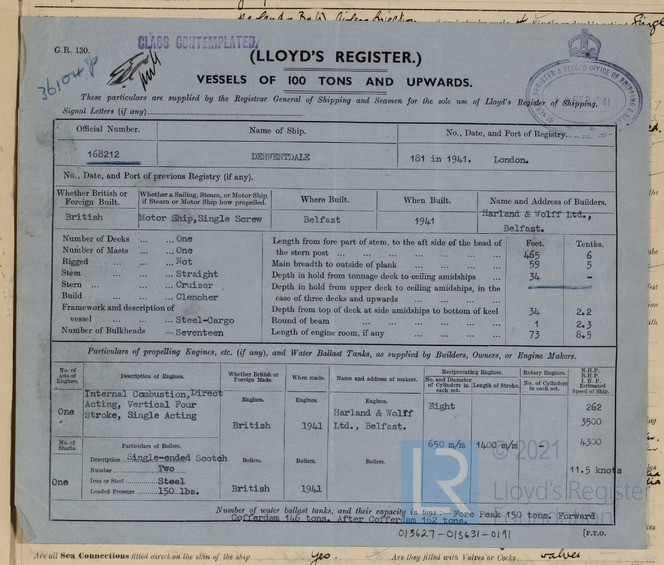 G.R. 130.
CLASS CONTEMPLATED.
(LLOYD'S REGISTER.)
VESSELS OF 100 TONS AND UPWARDS.
These particulars are supplied by the Registrar General of Shipping and Seamen for the sole use of Lloyd's Register of Shipping.
Signal Letters (if any)
Official Number. Name of Ship. No., Date, and Port of Registry.
168212 DERWENTDALE 181 in 1941. London.
No., Date, and Port of previous Registry (if any).
Whether British or Foreign Built. Whether a Sailing, Steam, or Motor Ship, if Steam or Motor Ship how propelled. Where Built. When Built. Name and Address of Builders.
British Motor Ship, Single Screw Belfast 1941 Harland & Wolff Ltd., Belfast.
Number of Decks One
Number of Masts One
Rigged Not
Stem Straight
Stern Cruiser
Build Clencher
Framework and description of vessel Steel-Cargo
Number of Bulkheads Seventeen
Feet. Tenths.
Length from fore part of stem, to the aft side of the head of the stern post 465 6
Main breadth to outside of plank 59 5
Depth in hold from tonnage deck to ceiling amidships 34 -
Depth in hold from upper deck to ceiling amidships, in the case of three decks and upwards
Depth from top of deck at side amidships to bottom of keel 34 2.2
Round of beam 1 2.3
Length of engine room, if any 73 8.5
Particulars of propelling Engines, etc. (if any), and Water Ballast Tanks, as supplied by Builders, Owners, or Engine Makers.
No. of sets of Engines. Description of Engines. Whether British or Foreign Made. When made. Name and address of makers. Reciprocating Engines. No. and Diameter of Cylinders in each set. Length of Stroke. Rotary Engines. No. of Cylinders in each set. N.H.P. B.H.P. I.H.P. Estimated Speed of Ship.
One Internal Combustion, Direct Acting, Vertical Four Stroke, Single Acting
Engines. British
Engines. 1941
Engines. Harland & Wolff Ltd., Belfast.
Eight 650 m/m 1400 m/m -
262
3500
4300
11.5 knots
No. of Shafts. One
Particulars of Boilers.
Description Single-ended Scotch
Number Two
Iron or Steel Steel
Loaded Pressure 150 lbs.
Boilers. British
Boilers. 1941
Boilers.
Number of water ballast tanks, and their capacity in tons:— Fore Peak 150 tons. Forward
Cofferdam 146 tons. After Cofferdam 162 tons.
013627-013631-0191
[P.T.O.
LR © 2021
Lloyd's Register
Are all Sea Connections fitted direct on the skin of the ship yes. Are they fitted with Valves or Cocks valves